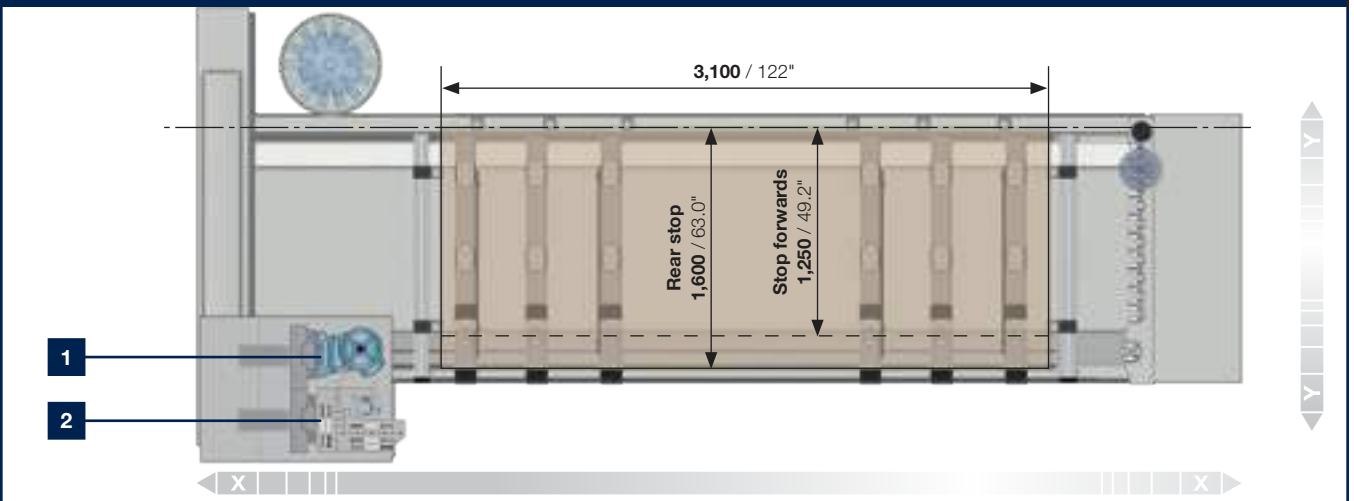 3,100 / 122"
Y
Rear stop
1,600 / 63.0"
Stop forwards
1,250 / 49.2"
1
2
Y
X
X